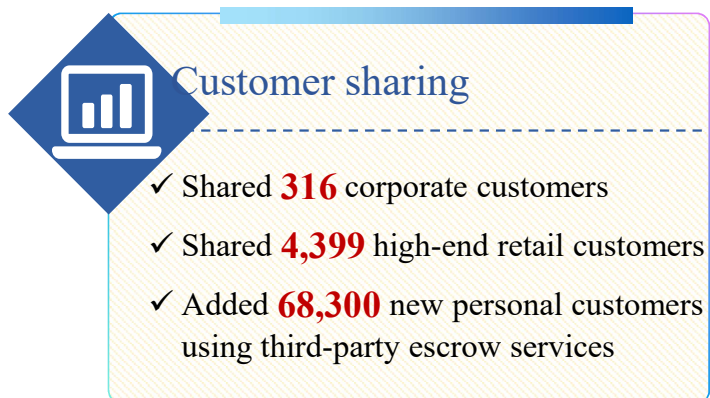 Customer sharing
✓ Shared 316 corporate customers
✓ Shared 4,399 high-end retail customers
✓ Added 68,300 new personal customers
using third-party escrow services